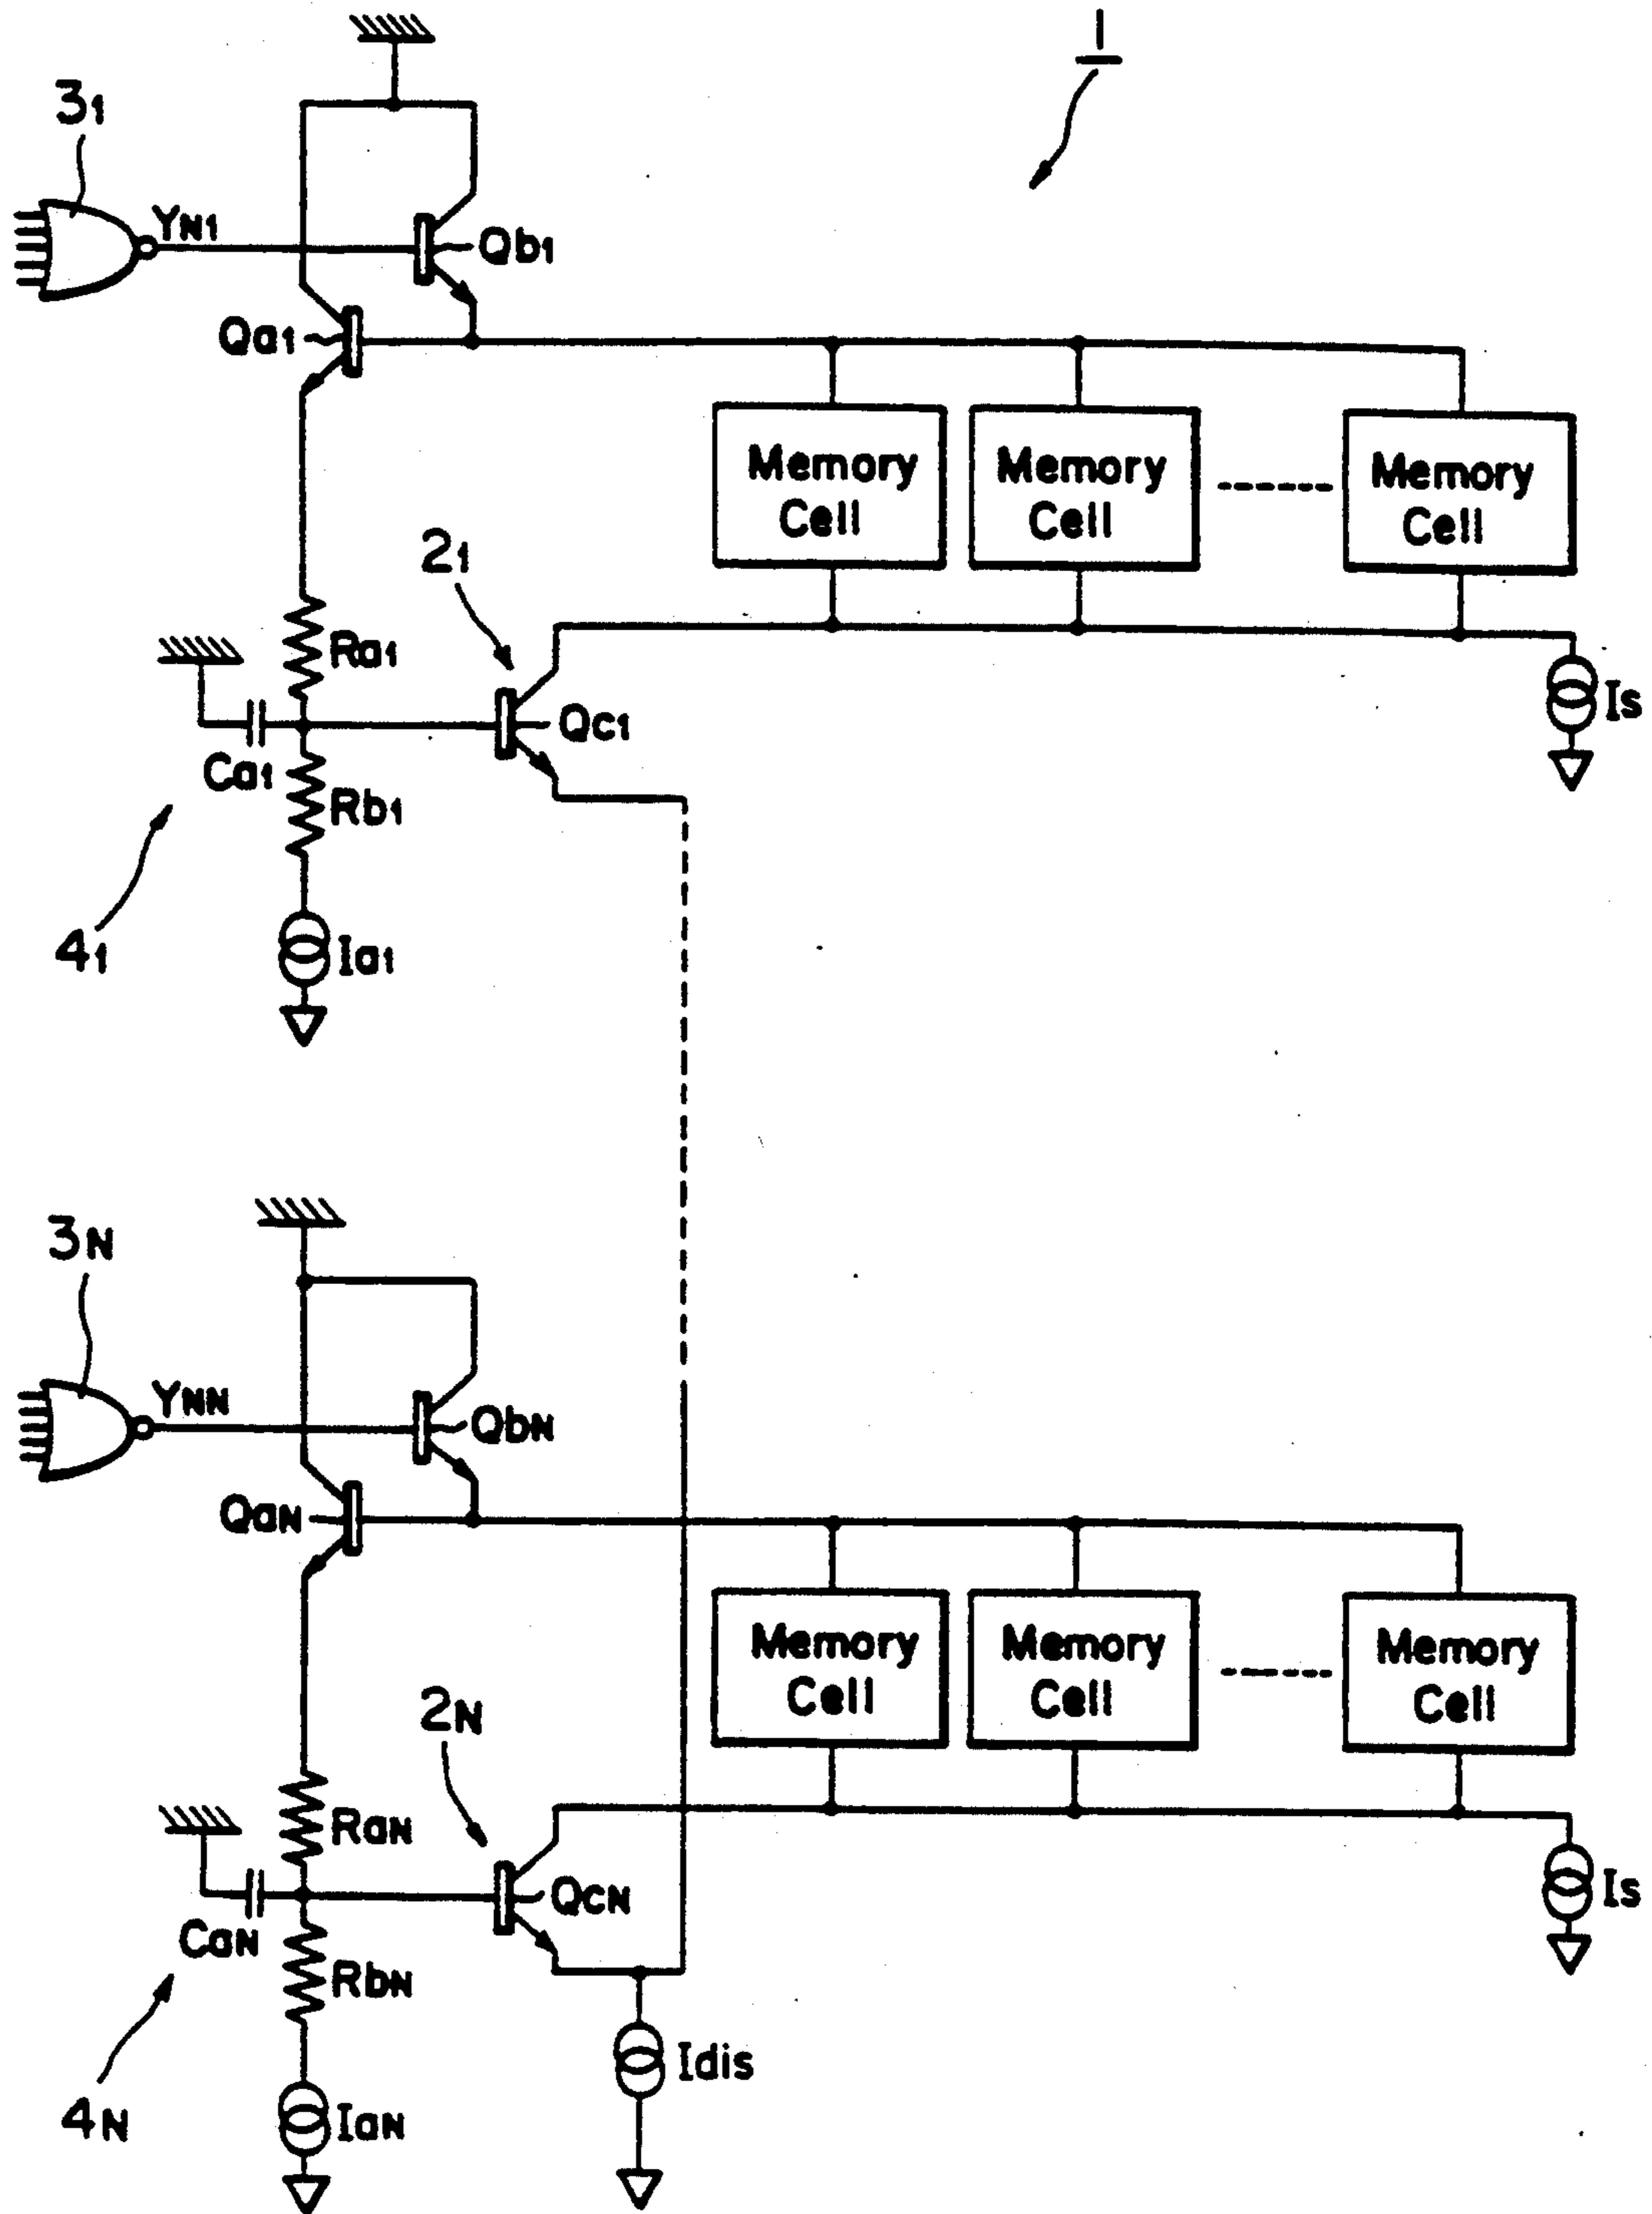 1
31
YN1
Qb1
Qa1
Memory
Cell
Memory
Cell
Memory
Cell
21
Ra1
Is
Qc1
Ca1
Rb1
41
Ia1
3N
YNN
QbN
QaN
Memory
Cell
Memory
Cell
Memory
Cell
2N
RaN
QcN
Is
CaN
RbN
Idis
4N
IaN